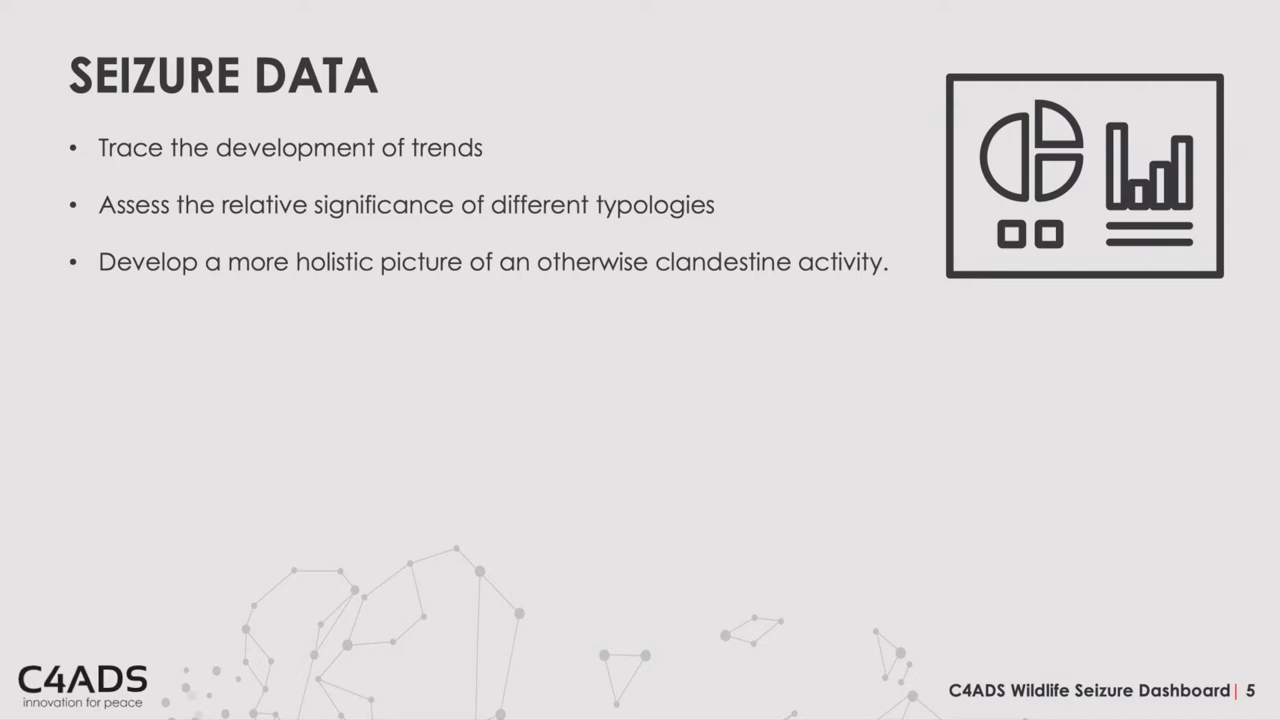 SEIZURE DATA
• Trace the development of trends
• Assess the relative significance of different typologies
• Develop a more holistic picture of an otherwise clandestine activity.
C4ADS
innovation for peace
C4ADS Wildlife Seizure Dashboard| 5